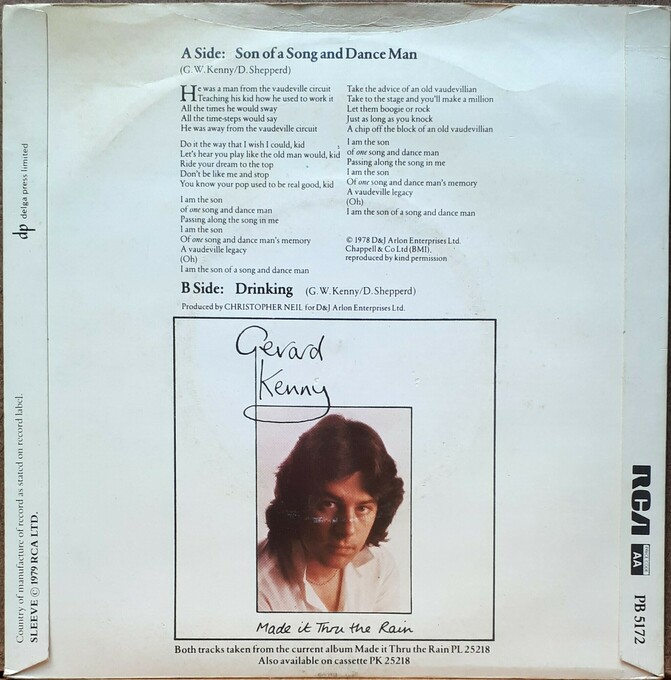 A Side: Son of a Song and Dance Man
(G. W. Kenny/D. Shepperd)
He was a man from the vaudeville circuit
Teaching his kid how he used to work it
All the times he would sway
All the time-steps would say
He was away from the vaudeville circuit
Do it the way that I wish I could, kid
Let's hear you play like the old man would, kid
Ride your dream to the top
Don't be like me and stop
You know your pop used to be real good, kid
I am the son
of one song and dance man
Passing along the song in me
I am the son
Of one song and dance man's memory
A vaudeville legacy
(Oh)
I am the son of a song and dance man
Take the advice of an old vaudevillian
Take to the stage and you'll make a million
Let them boogie or rock
Just as long as you knock
A chip off the block of an old vaudevillian
I am the son
of one song and dance man
Passing along the song in me
I am the son
Of one song and dance man's memory
A vaudeville legacy
(Oh)
I am the son of a song and dance man
© 1978 D&J Arlon Enterprises Ltd.
Chappell & Co Ltd (BMI),
reproduced by kind permission
B Side: Drinking (G. W. Kenny/D. Shepperd)
Produced by CHRISTOPHER NEIL for D&J Arlon Enterprises Ltd.
Gerard
Kenny
Made it Thru the Rain
Both tracks taken from the current album Made it Thru the Rain PL 25218
Also available on cassette PK 25218
dp delga press limited
Country of manufacture of record as stated on record label.
SLEEVE © 1979 RCA LTD.
RCA
PRICE CODE
AA
PB 5172